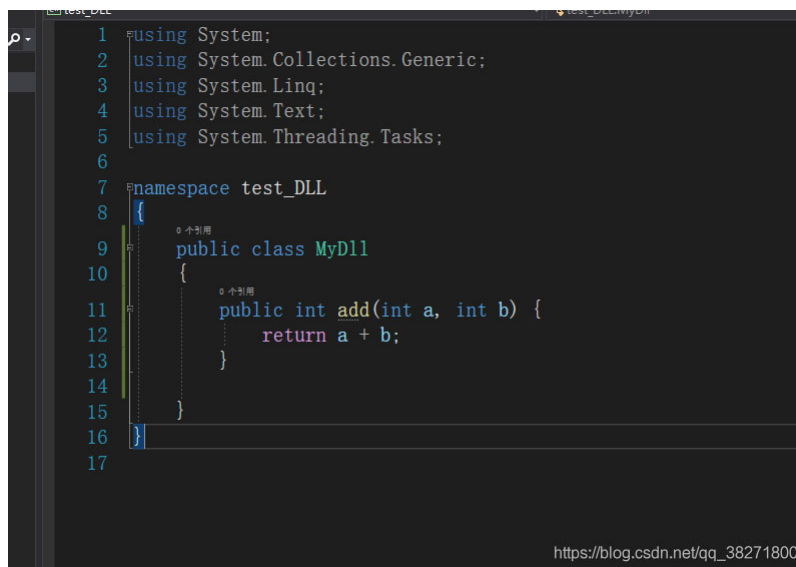 test_DLL
test_DLL.MyDll
1 using System;
2 using System.Collections.Generic;
3 using System.Linq;
4 using System.Text;
5 using System.Threading.Tasks;
6
7 namespace test_DLL
8 {
0 个引用
9 public class MyDll
10 {
0 个引用
11 public int add(int a, int b) {
12 return a + b;
13 }
14
15 }
16 }
17
https://blog.csdn.net/qq_38271800